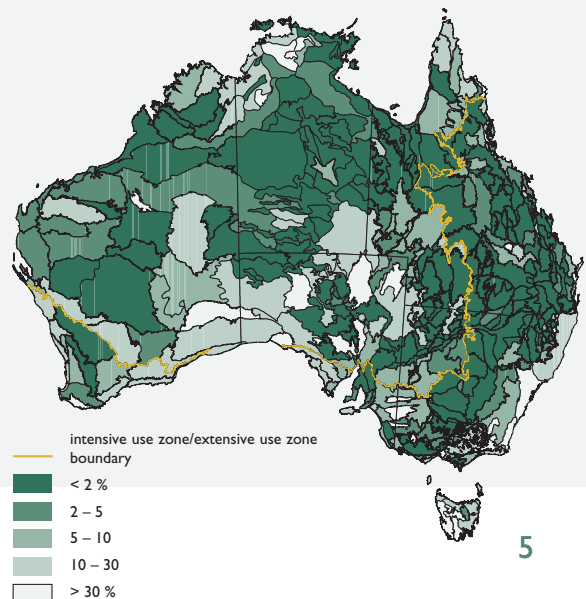 intensive use zone/extensive use zone
boundary
< 2 %
2 – 5
5 – 10
10 – 30
> 30 %
5